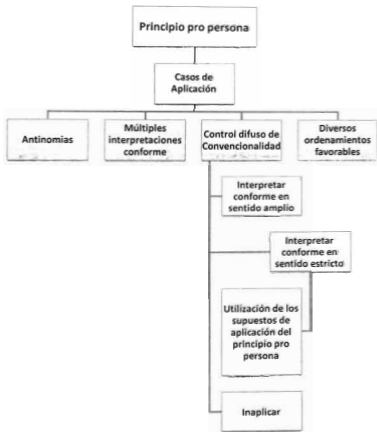 Principio pro persona
Casos de
Aplicación
Antinomias
Múltiples
interpretaciones
conforme
Control difuso de
Convencionalidad
Diversos
ordenamientos
favorables
Interpretar
conforme en
sentido amplio
Interpretar
conforme en
sentido estricto
Utilización de los
supuestos de
aplicación del
principio pro
persona
Inaplicar